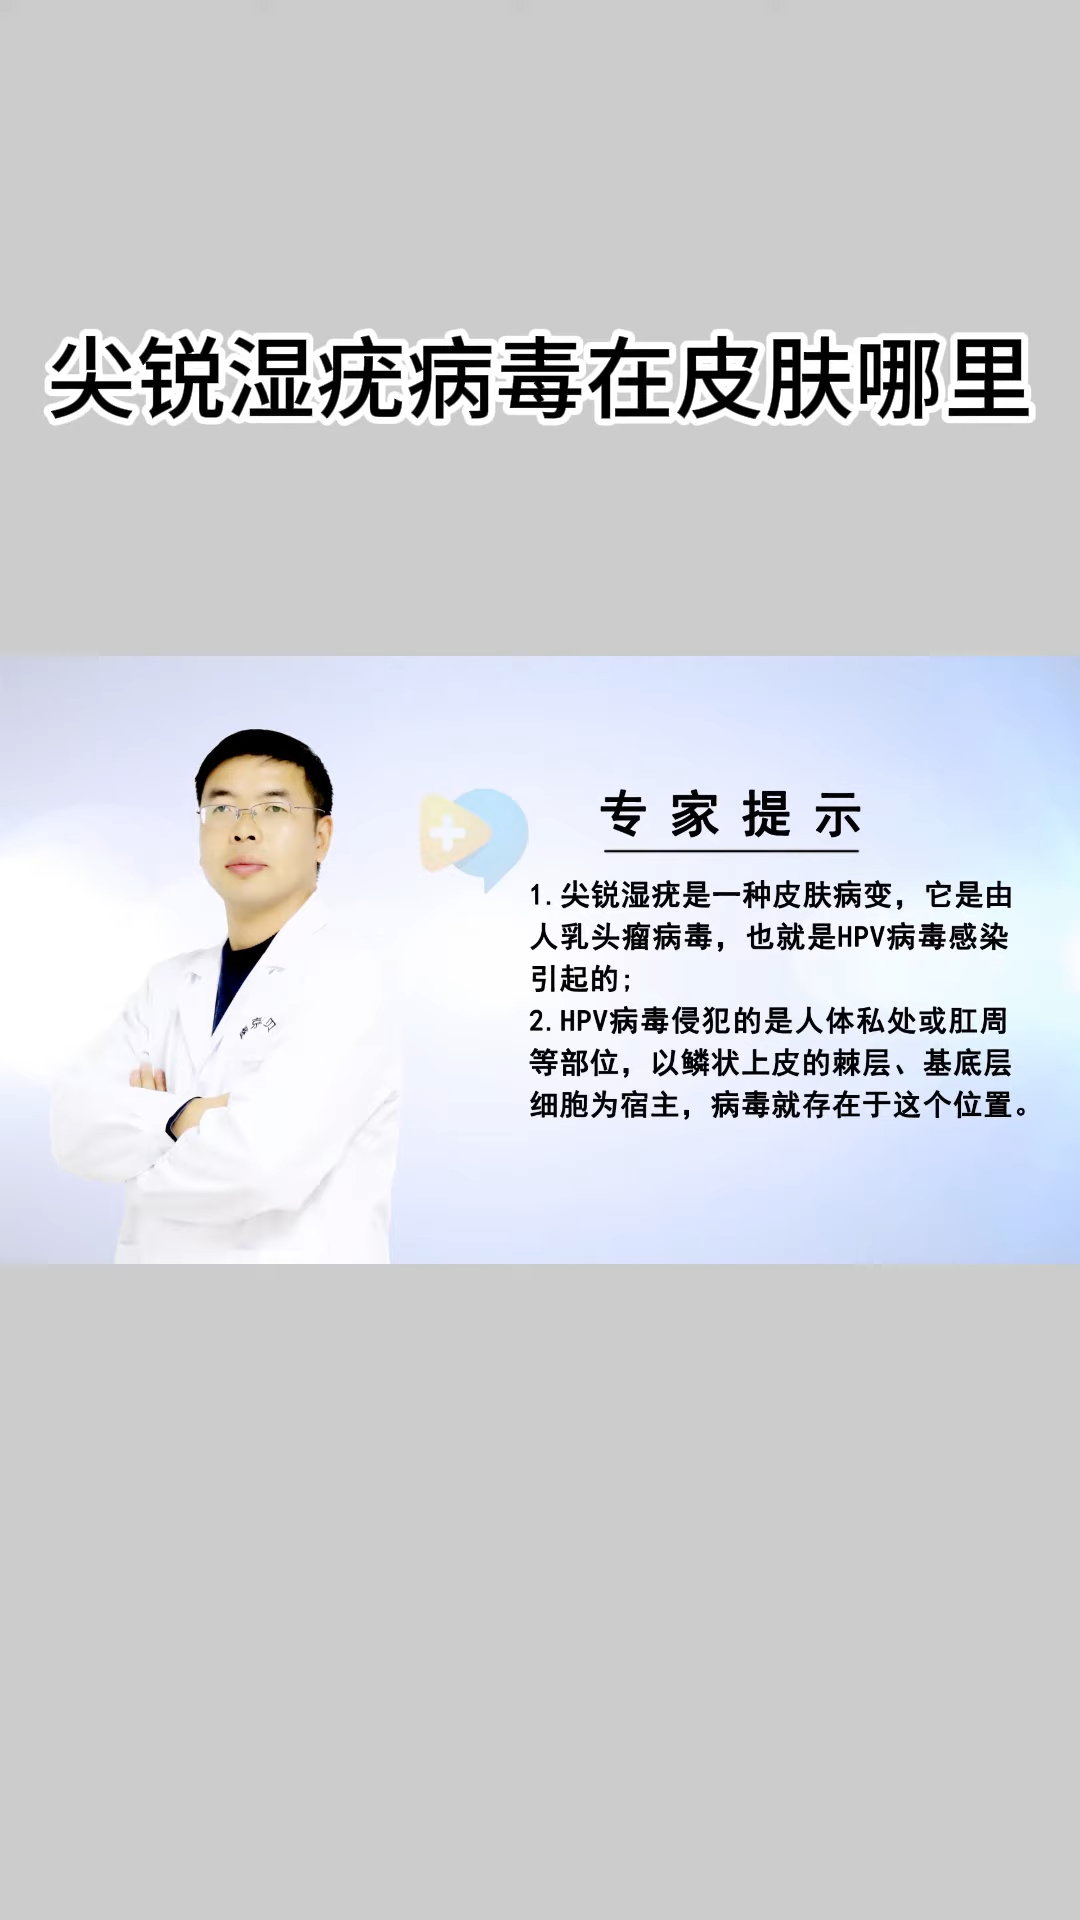 尖锐湿疣病毒在皮肤哪里
专家提示
1.尖锐湿疣是一种皮肤病变，它是由
人乳头瘤病毒，也就是HPV病毒感染
引起的;
2.HPV病毒侵犯的是人体私处或肛周
等部位，以鳞状上皮的棘层、基底层
细胞为宿主，病毒就存在于这个位置。